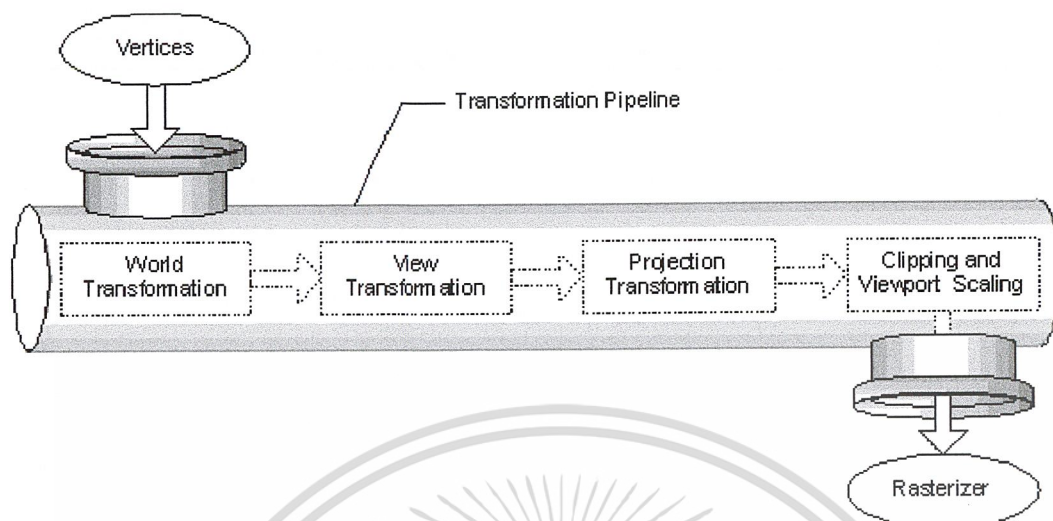 Vertices
Transformation Pipeline
World
Transformation
View
Transformation
Projection
Transformation
Clipping and
Viewport Scaling
Rasterizer